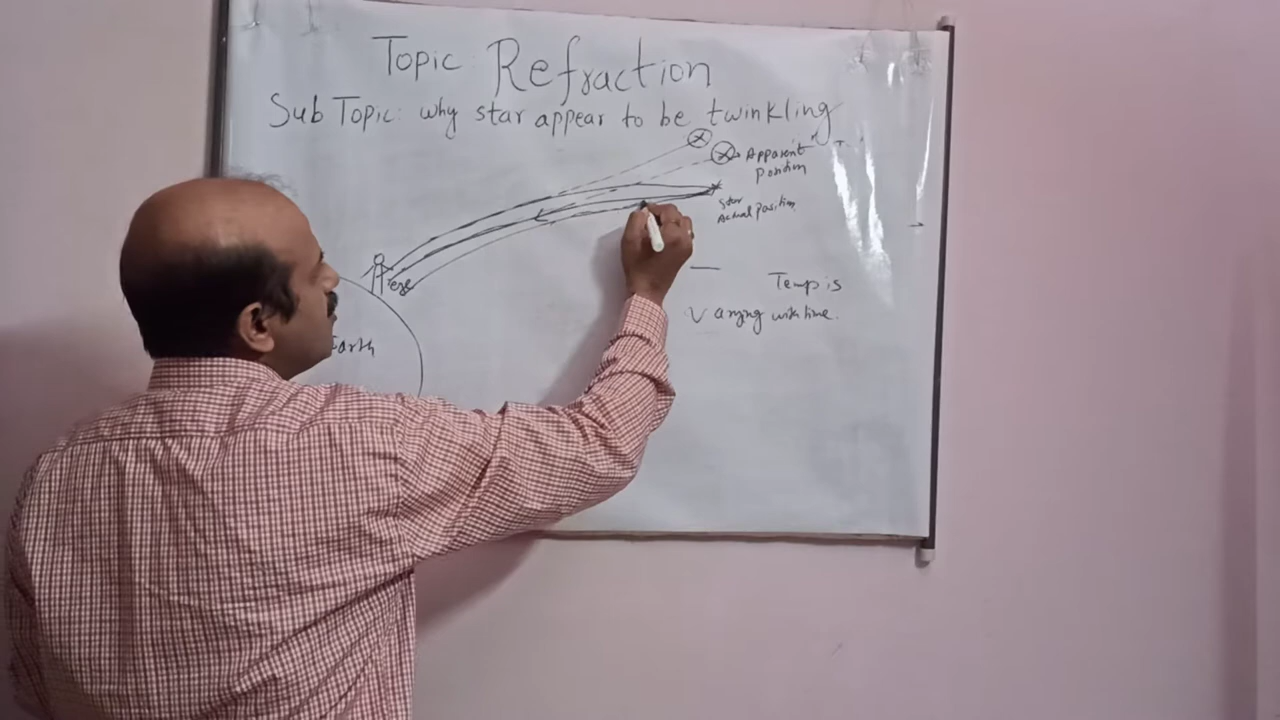 Topic: Refraction
Sub Topic: why star appear to be twinkling
Apparent
position
star
Actual position
eye
Earth
Temp is
Varying with time.